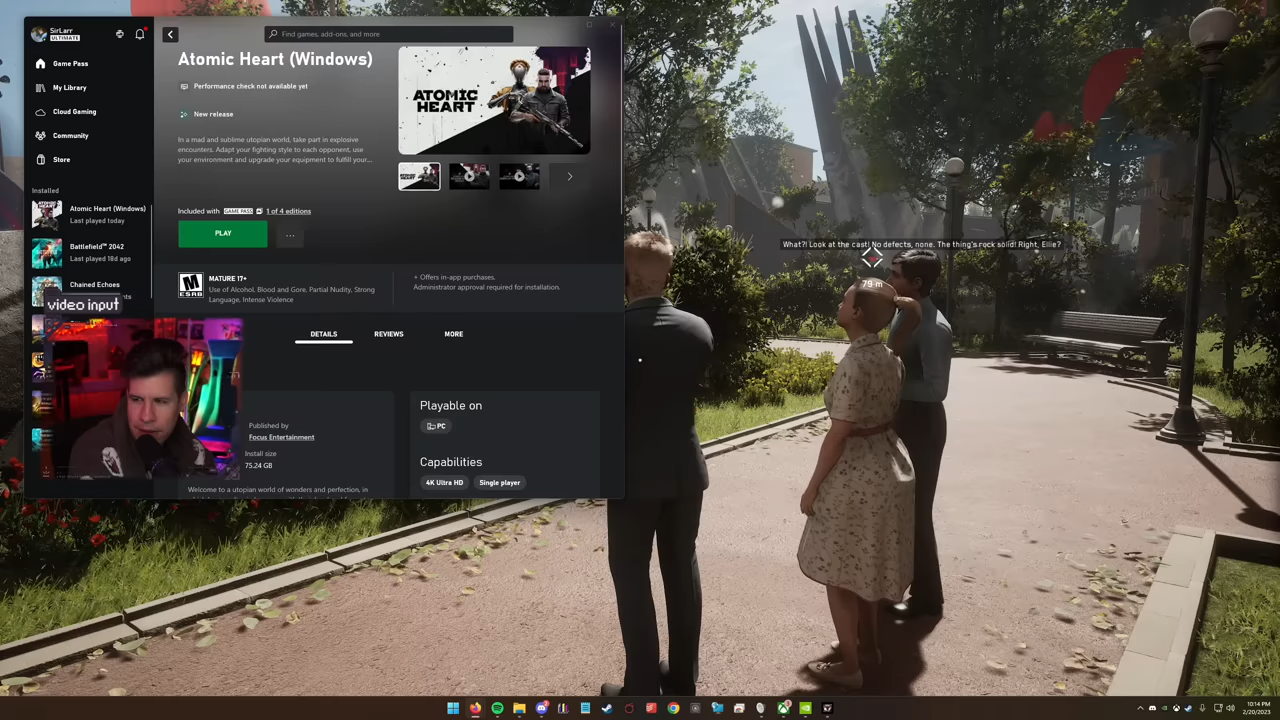 SirLarr
ULTIMATE
Find games, add-ons, and more
Game Pass
My Library
Cloud Gaming
Community
Store
Installed
Atomic Heart (Windows)
Last played today
Battlefield™ 2042
Last played 18d ago
Chained Echoes
video input
Atomic Heart (Windows)
Performance check not available yet
New release
In a mad and sublime utopian world, take part in explosive
encounters. Adapt your fighting style to each opponent, use
your environment and upgrade your equipment to fulfill your...
ATOMIC
HEART
Included with GAME PASS 1 of 4 editions
PLAY
...
M
ESRB
MATURE 17+
Use of Alcohol, Blood and Gore, Partial Nudity, Strong
Language, Intense Violence
+ Offers in-app purchases.
Administrator approval required for installation.
DETAILS
REVIEWS
MORE
Published by
Focus Entertainment
Install size
75.24 GB
Playable on
PC
Capabilities
4K Ultra HD
Single player
Welcome to a utopian world of wonders and perfection, in
What?! Look at the cast! No defects, none. The thing's rock solid! Right, Ellie?
79 m
10:14 PM
2/20/2023